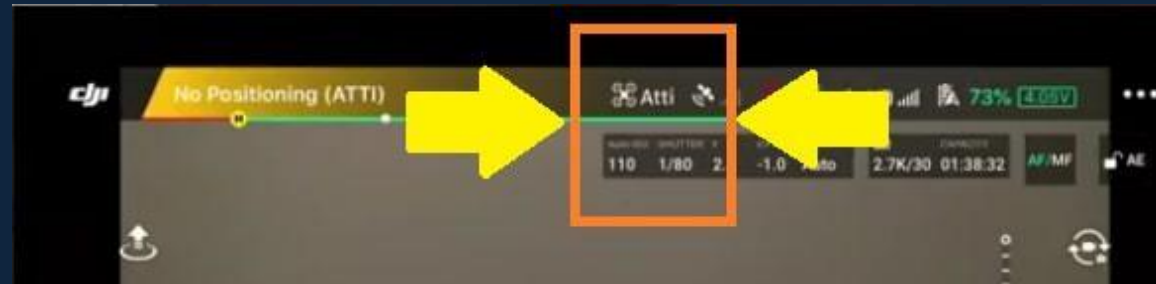 dji No Positioning (ATTI) Atti 73% 4.05V
SHUTTER
110 1/80 2. -1.0 Auto 2.7K/30 01:38:32 AF/MF AE
H